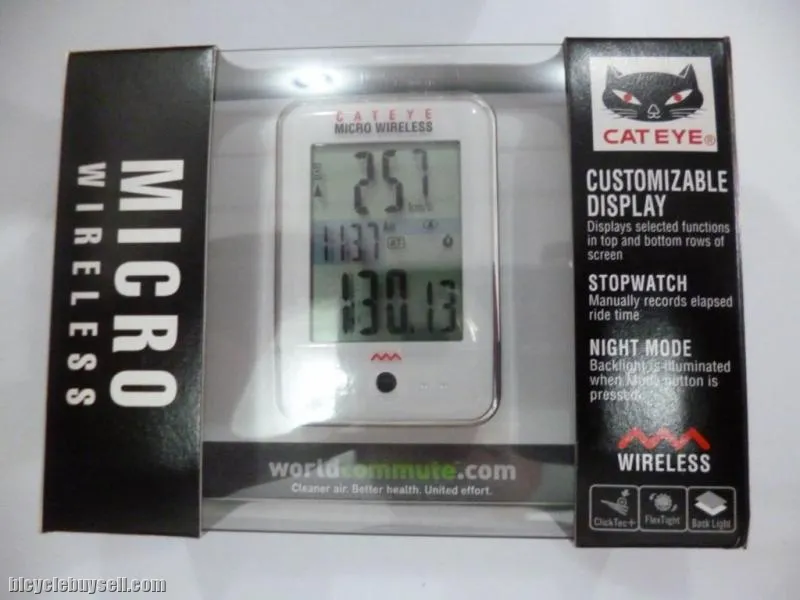 MICRO
WIRELESS
CATEYE
MICRO WIRELESS
25.7
km/h
1137
AT
130.13
worldcommute.com
Cleaner air. Better health. United effort.
CATEYE®
CUSTOMIZABLE
DISPLAY
Displays selected functions
in top and bottom rows of
screen
STOPWATCH
Manually records elapsed
ride time
NIGHT MODE
Backlight is illuminated
when Mode button is
pressed.
WIRELESS
ClickTec+
FlexTight
Back Light
bicyclebuysell.com